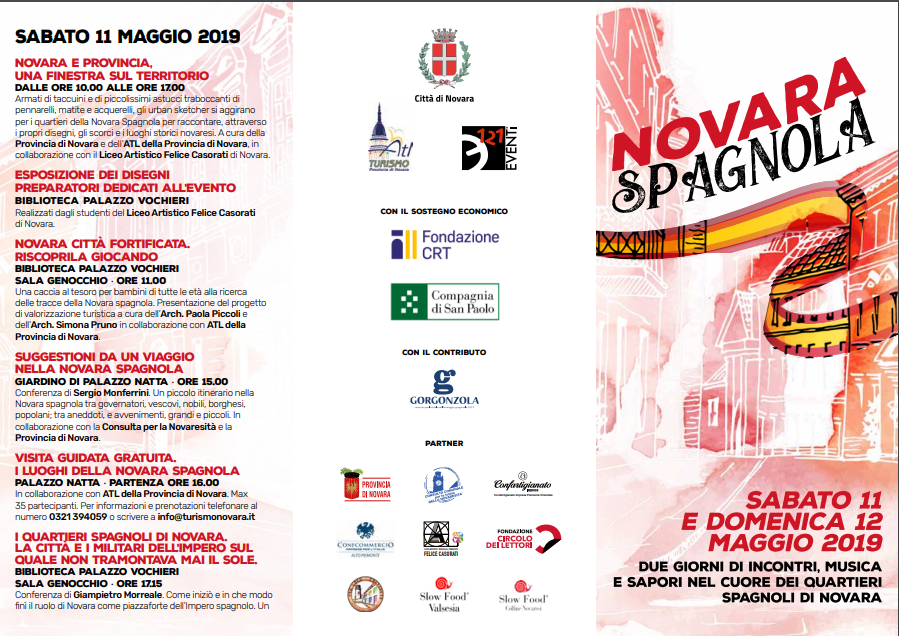 SABATO 11 MAGGIO 2019
NOVARA E PROVINCIA,
UNA FINESTRA SUL TERRITORIO
DALLE ORE 10.00 ALLE ORE 17.00
Armati di taccuini e di piccolissimi astucci traboccanti di
pennarelli, matite e acquerelli, gli urban sketcher si aggirano
per i quartieri della Novara Spagnola per raccontare, attraverso
i propri disegni, gli scorci e i luoghi storici novaresi. A cura della
Provincia di Novara e dell'ATL della Provincia di Novara, in
collaborazione con il Liceo Artistico Felice Casorati di Novara.
ESPOSIZIONE DEI DISEGNI
PREPARATORI DEDICATI ALL'EVENTO
BIBLIOTECA PALAZZO VOCHIERI
Realizzati dagli studenti del Liceo Artistico Felice Casorati
di Novara.
NOVARA CITTÀ FORTIFICATA.
RISCOPRILA GIOCANDO
BIBLIOTECA PALAZZO VOCHIERI
SALA GENOCCHIO · ORE 11.00
Una caccia al tesoro per bambini di tutte le età alla ricerca
delle tracce della Novara spagnola. Presentazione del progetto
di valorizzazione turistica a cura dell'Arch. Paola Piccoli e
dell'Arch. Simona Pruno in collaborazione con ATL della
Provincia di Novara.
SUGGESTIONI DA UN VIAGGIO
NELLA NOVARA SPAGNOLA
GIARDINO DI PALAZZO NATTA · ORE 15.00
Conferenza di Sergio Monferrini. Un piccolo itinerario nella
Novara spagnola tra governatori, vescovi, nobili, borghesi,
popolani; tra aneddoti, e avvenimenti, grandi e piccoli. In
collaborazione con la Consulta per la Novaresità e la
Provincia di Novara.
VISITA GUIDATA GRATUITA.
I LUOGHI DELLA NOVARA SPAGNOLA
PALAZZO NATTA · PARTENZA ORE 16.00
In collaborazione con ATL della Provincia di Novara. Max
35 partecipanti. Per informazioni e prenotazioni telefonare al
numero 0321 394059 o scrivere a info@turismonovara.it
I QUARTIERI SPAGNOLI DI NOVARA.
LA CITTÀ E I MILITARI DELL'IMPERO SUL
QUALE NON TRAMONTAVA MAI IL SOLE.
BIBLIOTECA PALAZZO VOCHIERI
SALA GENOCCHIO · ORE 17.15
Conferenza di Giampietro Morreale. Come iniziò e in che modo
finì il ruolo di Novara come piazzaforte dell'Impero spagnolo. Un
Città di Novara
Atl
TURISMO
Provincia di Novara
121
EVENTI
CON IL SOSTEGNO ECONOMICO
Fondazione
CRT
Compagnia
di San Paolo
CON IL CONTRIBUTO
GORGONZOLA
PARTNER
PROVINCIA
DI NOVARA
Confartigianato
CONFCOMMERCIO
ALTO PIEMONTE
FELICE CASORATI
FONDAZIONE
CIRCOLO
DEI LETTORI
Slow Food
Valsesia
Slow Food
Colline Novaresi
NOVARA
SPAGNOLA
SABATO 11
E DOMENICA 12
MAGGIO 2019
DUE GIORNI DI INCONTRI, MUSICA
E SAPORI NEL CUORE DEI QUARTIERI
SPAGNOLI DI NOVARA